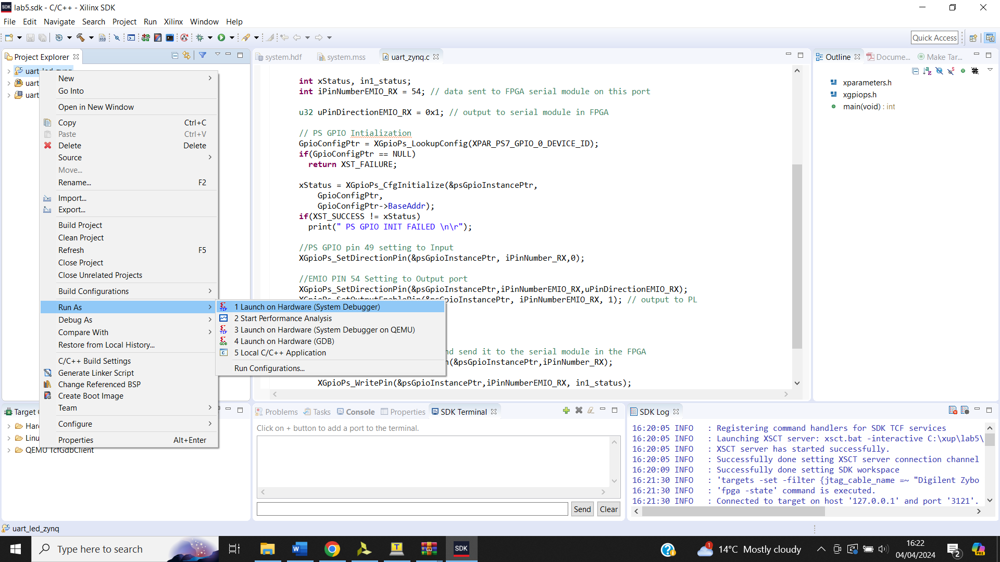 lab5.sdk - C/C++ - Xilinx SDK
File Edit Navigate Search Project Run Xilinx Window Help
Quick Access
Project Explorer
uart_led_zynq
uart
uart
New
Go Into
Open in New Window
Copy Ctrl+C
Paste Ctrl+V
Delete Delete
Source
Move...
Rename... F2
Import...
Export...
Build Project
Clean Project
Refresh F5
Close Project
Close Unrelated Projects
Build Configurations
Run As
Debug As
Compare With
Restore from Local History...
C/C++ Build Settings
Generate Linker Script
Change Referenced BSP
Create Boot Image
Team
Configure
Properties Alt+Enter
1 Launch on Hardware (System Debugger)
2 Start Performance Analysis
3 Launch on Hardware (System Debugger on QEMU)
4 Launch on Hardware (GDB)
5 Local C/C++ Application
Run Configurations...
system.hdf system.mss uart_zynq.c
int xStatus, in1_status;
int iPinNumberEMIO_RX = 54; // data sent to FPGA serial module on this port
u32 uPinDirectionEMIO_RX = 0x1; // output to serial module in FPGA
// PS GPIO Intialization
GpioConfigPtr = XGpioPs_LookupConfig(XPAR_PS7_GPIO_0_DEVICE_ID);
if(GpioConfigPtr == NULL)
return XST_FAILURE;
xStatus = XGpioPs_CfgInitialize(&psGpioInstancePtr,
GpioConfigPtr,
GpioConfigPtr->BaseAddr);
if(XST_SUCCESS != xStatus)
print(" PS GPIO INIT FAILED \n\r");
//PS GPIO pin 49 setting to Input
XGpioPs_SetDirectionPin(&psGpioInstancePtr, iPinNumber_RX,0);
//EMIO PIN 54 Setting to Output port
XGpioPs_SetDirectionPin(&psGpioInstancePtr,iPinNumberEMIO_RX,uPinDirectionEMIO_RX);
XGpioPs_SetOutputEnablePin(&psGpioInstancePtr, iPinNumberEMIO_RX, 1); // output to PL
nd send it to the serial module in the FPGA
n(&psGpioInstancePtr,iPinNumber_RX);
XGpioPs_WritePin(&psGpioInstancePtr,iPinNumberEMIO_RX, in1_status);
Outline Docume... Make Tar...
xparameters.h
xgpiops.h
main(void) : int
Target C
Har
Linu
QEMU TcfGdbClient
Problems Tasks Console Properties SDK Terminal
Click on + button to add a port to the terminal.
Send Clear
SDK Log
16:20:05 INFO : Registering command handlers for SDK TCF services
16:20:05 INFO : Launching XSCT server: xsct.bat -interactive C:\xup\lab5\
16:20:05 INFO : XSCT server has started successfully.
16:20:05 INFO : Successfully done setting XSCT server connection channel
16:20:09 INFO : Successfully done setting SDK workspace
16:21:30 INFO : 'targets -set -filter {jtag_cable_name =~ "Digilent Zybo
16:21:30 INFO : 'fpga -state' command is executed.
16:21:30 INFO : Connected to target on host '127.0.0.1' and port '3121'.
uart_led_zynq
Type here to search
SDK
1
14°C Mostly cloudy
16:22
04/04/2024
2
PRE